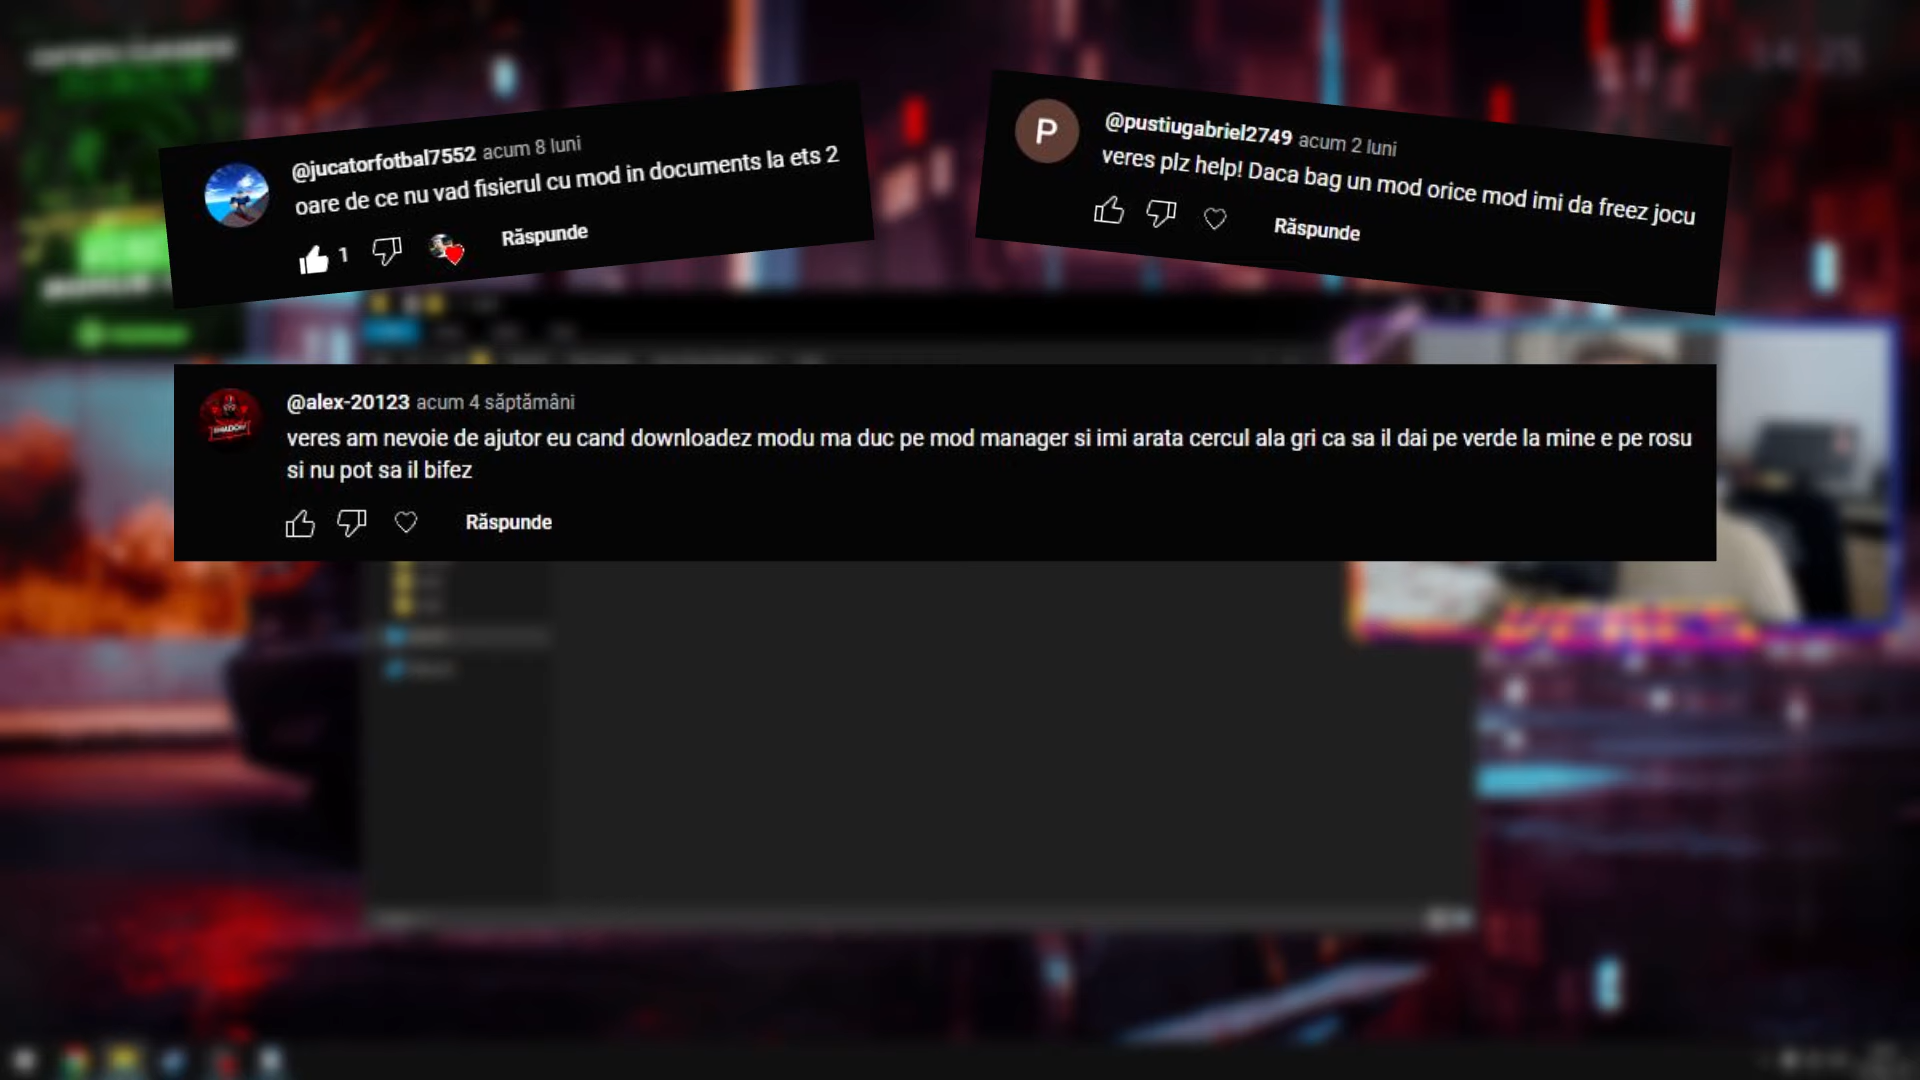 @jucatorfotbal7552 acum 8 luni
oare de ce nu vad fisierul cu mod in documents la ets 2
1
Răspunde
P
@pustiugabriel2749 acum 2 luni
veres plz help! Daca bag un mod orice mod imi da freez jocu
Răspunde
@alex-20123 acum 4 săptămâni
veres am nevoie de ajutor eu cand downloadez modu ma duc pe mod manager si imi arata cercul ala gri ca sa il dai pe verde la mine e pe rosu
si nu pot sa il bifez
Răspunde